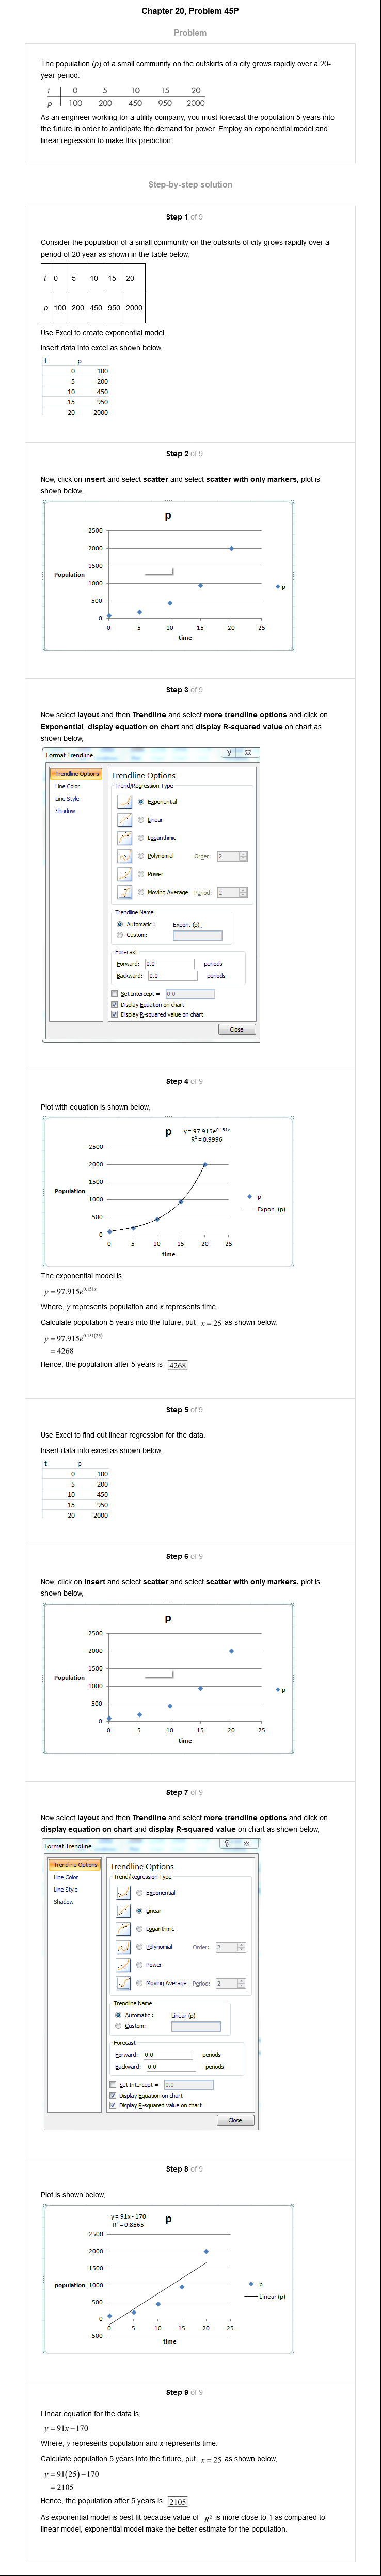 Chapter 20, Problem 45P
Problem
The population (p) of a small community on the outskirts of a city grows rapidly over a 20-
year period:
t 0 5 10 15 20
p 100 200 450 950 2000
As an engineer working for a utility company, you must forecast the population 5 years into
the future in order to anticipate the demand for power. Employ an exponential model and
linear regression to make this prediction.
Step-by-step solution
Step 1 of 9
Consider the population of a small community on the outskirts of city grows rapidly over a
period of 20 year as shown in the table below,
t 0 5 10 15 20
p 100 200 450 950 2000
Use Excel to create exponential model.
Insert data into excel as shown below,
t p
0 100
5 200
10 450
15 950
20 2000
Step 2 of 9
Now, click on insert and select scatter and select scatter with only markers, plot is
shown below,
p
2500
2000
1500
Population
1000
500
0
p
0 5 10 15 20 25
time
Step 3 of 9
Now select layout and then Trendline and select more trendline options and click on
Exponential, display equation on chart and display R-squared value on chart as
shown below,
Format Trendline
Trendline Options
Line Color
Line Style
Shadow
Trendline Options
Trend/Regression Type
Exponential
Linear
Logarithmic
Polynomial Order: 2
Power
Moving Average Period: 2
Trendline Name
Automatic : Expon. (p)
Custom:
Forecast
Forward: 0.0 periods
Backward: 0.0 periods
Set Intercept = 0.0
Display Equation on chart
Display R-squared value on chart
Close
Step 4 of 9
Plot with equation is shown below,
p
y = 97.915e^0.151x
R² = 0.9996
2500
2000
1500
Population
1000
500
0
p
Expon. (p)
0 5 10 15 20 25
time
The exponential model is,
y = 97.915e^0.151x
Where, y represents population and x represents time.
Calculate population 5 years into the future, put x = 25 as shown below,
y = 97.915e^0.151(25)
= 4268
Hence, the population after 5 years is 4268
Step 5 of 9
Use Excel to find out linear regression for the data.
Insert data into excel as shown below,
t p
0 100
5 200
10 450
15 950
20 2000
Step 6 of 9
Now, click on insert and select scatter and select scatter with only markers, plot is
shown below,
p
2500
2000
1500
Population
1000
500
0
p
0 5 10 15 20 25
time
Step 7 of 9
Now select layout and then Trendline and select more trendline options and click on
display equation on chart and display R-squared value on chart as shown below,
Format Trendline
Trendline Options
Line Color
Line Style
Shadow
Trendline Options
Trend/Regression Type
Exponential
Linear
Logarithmic
Polynomial Order: 2
Power
Moving Average Period: 2
Trendline Name
Automatic : Linear (p)
Custom:
Forecast
Forward: 0.0 periods
Backward: 0.0 periods
Set Intercept = 0.0
Display Equation on chart
Display R-squared value on chart
Close
Step 8 of 9
Plot is shown below,
y = 91x - 170
R² = 0.8565
p
2500
2000
1500
population 1000
500
0
-500
p
Linear (p)
0 5 10 15 20 25
time
Step 9 of 9
Linear equation for the data is,
y = 91x − 170
Where, y represents population and x represents time.
Calculate population 5 years into the future, put x = 25 as shown below,
y = 91(25) − 170
= 2105
Hence, the population after 5 years is 2105
As exponential model is best fit because value of R² is more close to 1 as compared to
linear model, exponential model make the better estimate for the population.